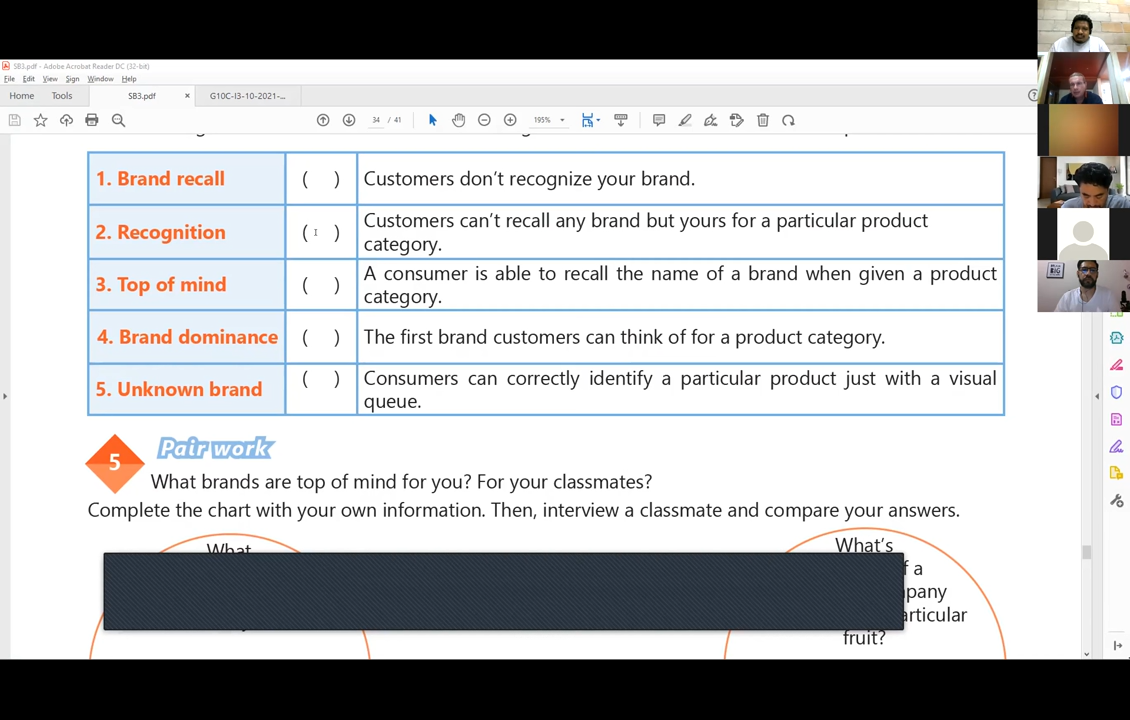 SB3.pdf - Adobe Acrobat Reader DC (32-bit)
File Edit View Sign Window Help
Home Tools SB3.pdf × G10C-I3-10-2021-...
34 / 41 195%
1. Brand recall ( ) Customers don't recognize your brand.
2. Recognition ( ) Customers can't recall any brand but yours for a particular product
category.
3. Top of mind ( ) A consumer is able to recall the name of a brand when given a product
category.
4. Brand dominance ( ) The first brand customers can think of for a product category.
5. Unknown brand ( ) Consumers can correctly identify a particular product just with a visual
queue.
5 Pair work
What brands are top of mind for you? For your classmates?
Complete the chart with your own information. Then, interview a classmate and compare your answers.
What What's
f a
pany
articular
fruit?
BIG